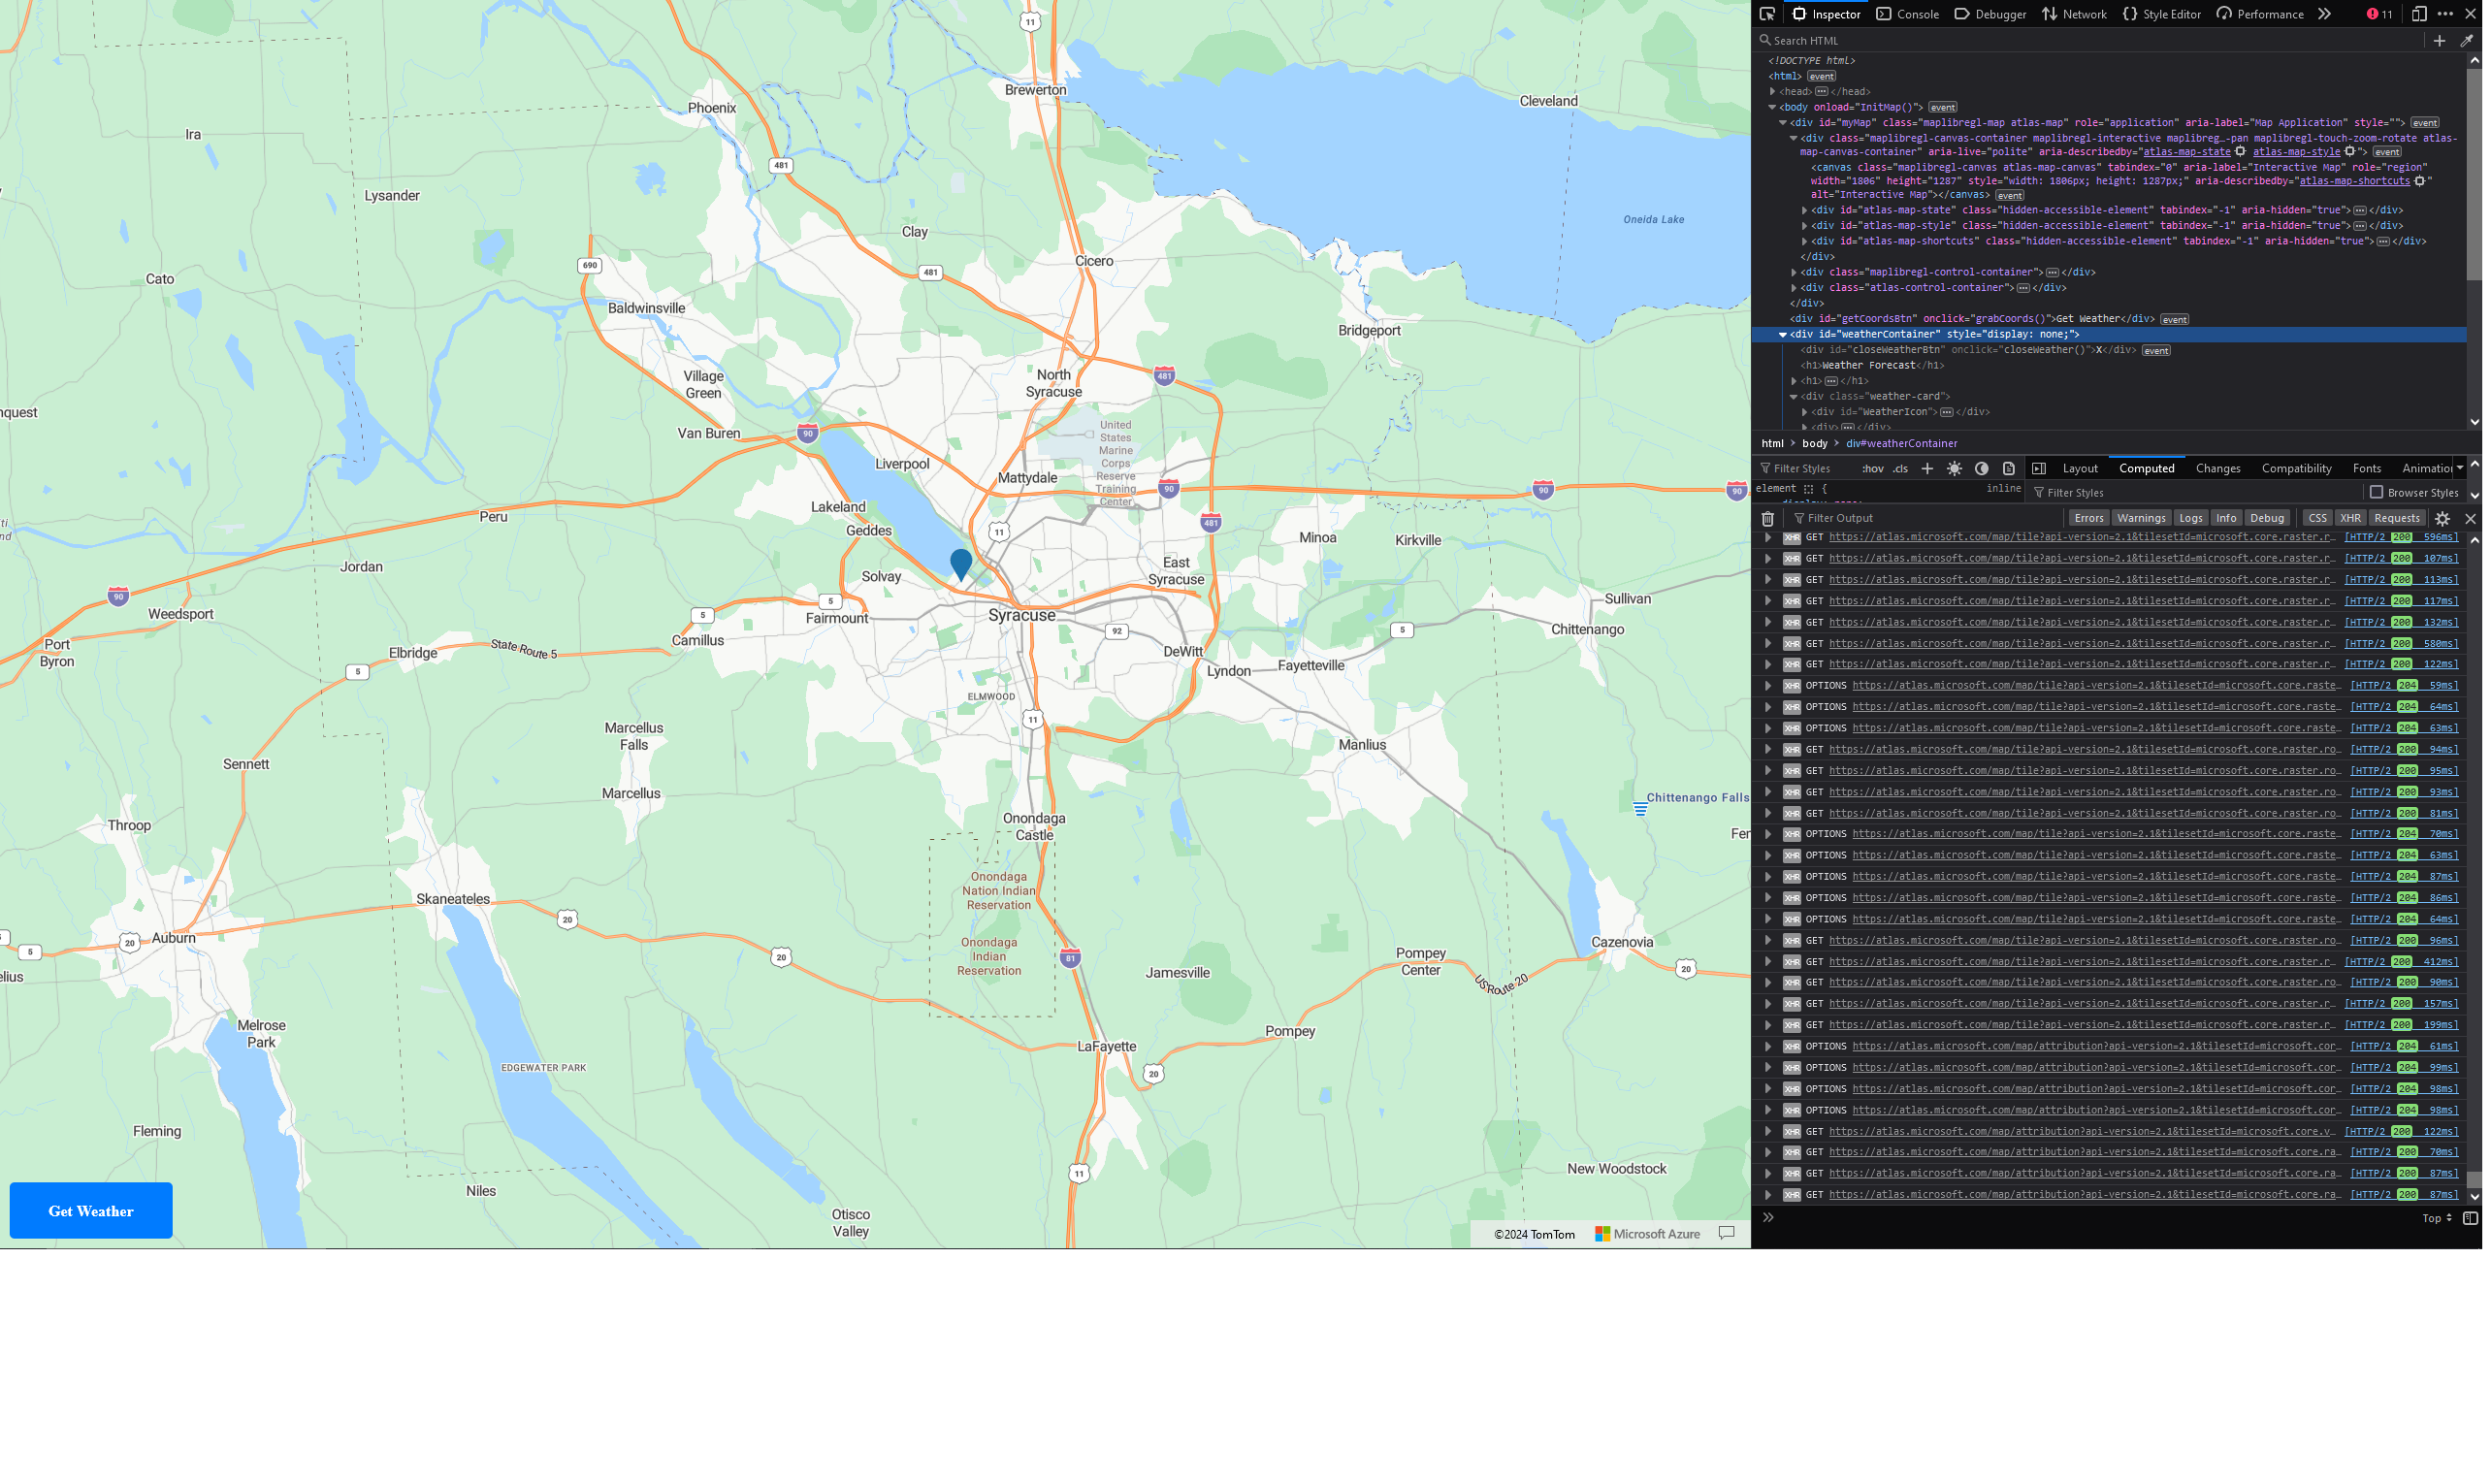 11
Brewerton
Cleveland
Phoenix
Ira
481
Lysander
Oneida Lake
Clay
Cicero
690
481
Cato
Baldwinsville
Bridgeport
Village
Green
North
Syracuse
481
nquest
Van Buren
90
United
States
Marine
Corps
Reserve
Training
Center
Liverpool
Mattydale
90
90
90
Lakeland
Peru
Geddes
11
481
Minoa
Kirkville
Jordan
Solvay
East
Syracuse
90
Weedsport
5
5
Fairmount
Syracuse
92
5
Sullivan
Chittenango
Port
Byron
Elbridge
State Route 5
Camillus
DeWitt
Lyndon
Fayetteville
5
ELMWOOD
11
Marcellus
Falls
Manlius
Sennett
Marcellus
Chittenango Falls
Throop
Onondaga
Castle
Fer
Onondaga
Nation Indian
Reservation
Skaneateles
20
Auburn
20
5
elius
Onondaga
Indian
Reservation
20
81
Jamesville
Pompey
Center
US Route 20
Cazenovia
20
Melrose
Park
Pompey
LaFayette
20
EDGEWATER PARK
Fleming
11
New Woodstock
Niles
Otisco
Valley
Get Weather
©2024 TomTom Microsoft Azure
Inspector Console Debugger Network Style Editor Performance 11
Search HTML
<!DOCTYPE html>
<html> event
<head> </head>
<body onload="InitMap()"> event
<div id="myMap" class="maplibregl-map atlas-map" role="application" aria-label="Map Application" style=""> event
<div class="maplibregl-canvas-container maplibregl-interactive maplibreg…-pan maplibregl-touch-zoom-rotate atlas-
map-canvas-container" aria-live="polite" aria-describedby="atlas-map-state atlas-map-style"> event
<canvas class="maplibregl-canvas atlas-map-canvas" tabindex="0" aria-label="Interactive Map" role="region"
width="1806" height="1287" style="width: 1806px; height: 1287px;" aria-describedby="atlas-map-shortcuts"
alt="Interactive Map"></canvas> event
<div id="atlas-map-state" class="hidden-accessible-element" tabindex="-1" aria-hidden="true"></div>
<div id="atlas-map-style" class="hidden-accessible-element" tabindex="-1" aria-hidden="true"></div>
<div id="atlas-map-shortcuts" class="hidden-accessible-element" tabindex="-1" aria-hidden="true"></div>
</div>
<div class="maplibregl-control-container"></div>
<div class="atlas-control-container"></div>
</div>
<div id="getCoordsBtn" onclick="grabCoords()">Get Weather</div> event
<div id="weatherContainer" style="display: none;">
<div id="closeWeatherBtn" onclick="closeWeather()">X</div> event
<h1>Weather Forecast</h1>
<h1></h1>
<div class="weather-card">
<div id="WeatherIcon"></div>
<div></div>
html > body > div#weatherContainer
Filter Styles :hov .cls Layout Computed Changes Compatibility Fonts Animation
element { inline Filter Styles Browser Styles
Filter Output Errors Warnings Logs Info Debug CSS XHR Requests
XHR GET https://atlas.microsoft.com/map/tile?api-version=2.1&tilesetId=microsoft.core.raster.r… [HTTP/2 200 596ms]
XHR GET https://atlas.microsoft.com/map/tile?api-version=2.1&tilesetId=microsoft.core.raster.r… [HTTP/2 200 107ms]
XHR GET https://atlas.microsoft.com/map/tile?api-version=2.1&tilesetId=microsoft.core.raster.r… [HTTP/2 200 113ms]
XHR GET https://atlas.microsoft.com/map/tile?api-version=2.1&tilesetId=microsoft.core.raster.r… [HTTP/2 200 117ms]
XHR GET https://atlas.microsoft.com/map/tile?api-version=2.1&tilesetId=microsoft.core.raster.r… [HTTP/2 200 132ms]
XHR GET https://atlas.microsoft.com/map/tile?api-version=2.1&tilesetId=microsoft.core.raster.r… [HTTP/2 200 580ms]
XHR GET https://atlas.microsoft.com/map/tile?api-version=2.1&tilesetId=microsoft.core.raster.r… [HTTP/2 200 122ms]
XHR OPTIONS https://atlas.microsoft.com/map/tile?api-version=2.1&tilesetId=microsoft.core.raste… [HTTP/2 204 59ms]
XHR OPTIONS https://atlas.microsoft.com/map/tile?api-version=2.1&tilesetId=microsoft.core.raste… [HTTP/2 204 64ms]
XHR OPTIONS https://atlas.microsoft.com/map/tile?api-version=2.1&tilesetId=microsoft.core.raste… [HTTP/2 204 63ms]
XHR GET https://atlas.microsoft.com/map/tile?api-version=2.1&tilesetId=microsoft.core.raster.ro… [HTTP/2 200 94ms]
XHR GET https://atlas.microsoft.com/map/tile?api-version=2.1&tilesetId=microsoft.core.raster.ro… [HTTP/2 200 95ms]
XHR GET https://atlas.microsoft.com/map/tile?api-version=2.1&tilesetId=microsoft.core.raster.ro… [HTTP/2 200 93ms]
XHR GET https://atlas.microsoft.com/map/tile?api-version=2.1&tilesetId=microsoft.core.raster.ro… [HTTP/2 200 81ms]
XHR OPTIONS https://atlas.microsoft.com/map/tile?api-version=2.1&tilesetId=microsoft.core.raste… [HTTP/2 204 70ms]
XHR OPTIONS https://atlas.microsoft.com/map/tile?api-version=2.1&tilesetId=microsoft.core.raste… [HTTP/2 204 63ms]
XHR OPTIONS https://atlas.microsoft.com/map/tile?api-version=2.1&tilesetId=microsoft.core.raste… [HTTP/2 204 87ms]
XHR OPTIONS https://atlas.microsoft.com/map/tile?api-version=2.1&tilesetId=microsoft.core.raste… [HTTP/2 204 86ms]
XHR OPTIONS https://atlas.microsoft.com/map/tile?api-version=2.1&tilesetId=microsoft.core.raste… [HTTP/2 204 64ms]
XHR GET https://atlas.microsoft.com/map/tile?api-version=2.1&tilesetId=microsoft.core.raster.ro… [HTTP/2 200 96ms]
XHR GET https://atlas.microsoft.com/map/tile?api-version=2.1&tilesetId=microsoft.core.raster.r… [HTTP/2 200 412ms]
XHR GET https://atlas.microsoft.com/map/tile?api-version=2.1&tilesetId=microsoft.core.raster.ro… [HTTP/2 200 90ms]
XHR GET https://atlas.microsoft.com/map/tile?api-version=2.1&tilesetId=microsoft.core.raster.r… [HTTP/2 200 157ms]
XHR GET https://atlas.microsoft.com/map/tile?api-version=2.1&tilesetId=microsoft.core.raster.r… [HTTP/2 200 199ms]
XHR OPTIONS https://atlas.microsoft.com/map/attribution?api-version=2.1&tilesetId=microsoft.cor… [HTTP/2 204 61ms]
XHR OPTIONS https://atlas.microsoft.com/map/attribution?api-version=2.1&tilesetId=microsoft.cor… [HTTP/2 204 99ms]
XHR OPTIONS https://atlas.microsoft.com/map/attribution?api-version=2.1&tilesetId=microsoft.cor… [HTTP/2 204 98ms]
XHR OPTIONS https://atlas.microsoft.com/map/attribution?api-version=2.1&tilesetId=microsoft.cor… [HTTP/2 204 98ms]
XHR GET https://atlas.microsoft.com/map/attribution?api-version=2.1&tilesetId=microsoft.core.v… [HTTP/2 200 122ms]
XHR GET https://atlas.microsoft.com/map/attribution?api-version=2.1&tilesetId=microsoft.core.ra… [HTTP/2 200 70ms]
XHR GET https://atlas.microsoft.com/map/attribution?api-version=2.1&tilesetId=microsoft.core.ra… [HTTP/2 200 87ms]
XHR GET https://atlas.microsoft.com/map/attribution?api-version=2.1&tilesetId=microsoft.core.ra… [HTTP/2 200 87ms]
Top